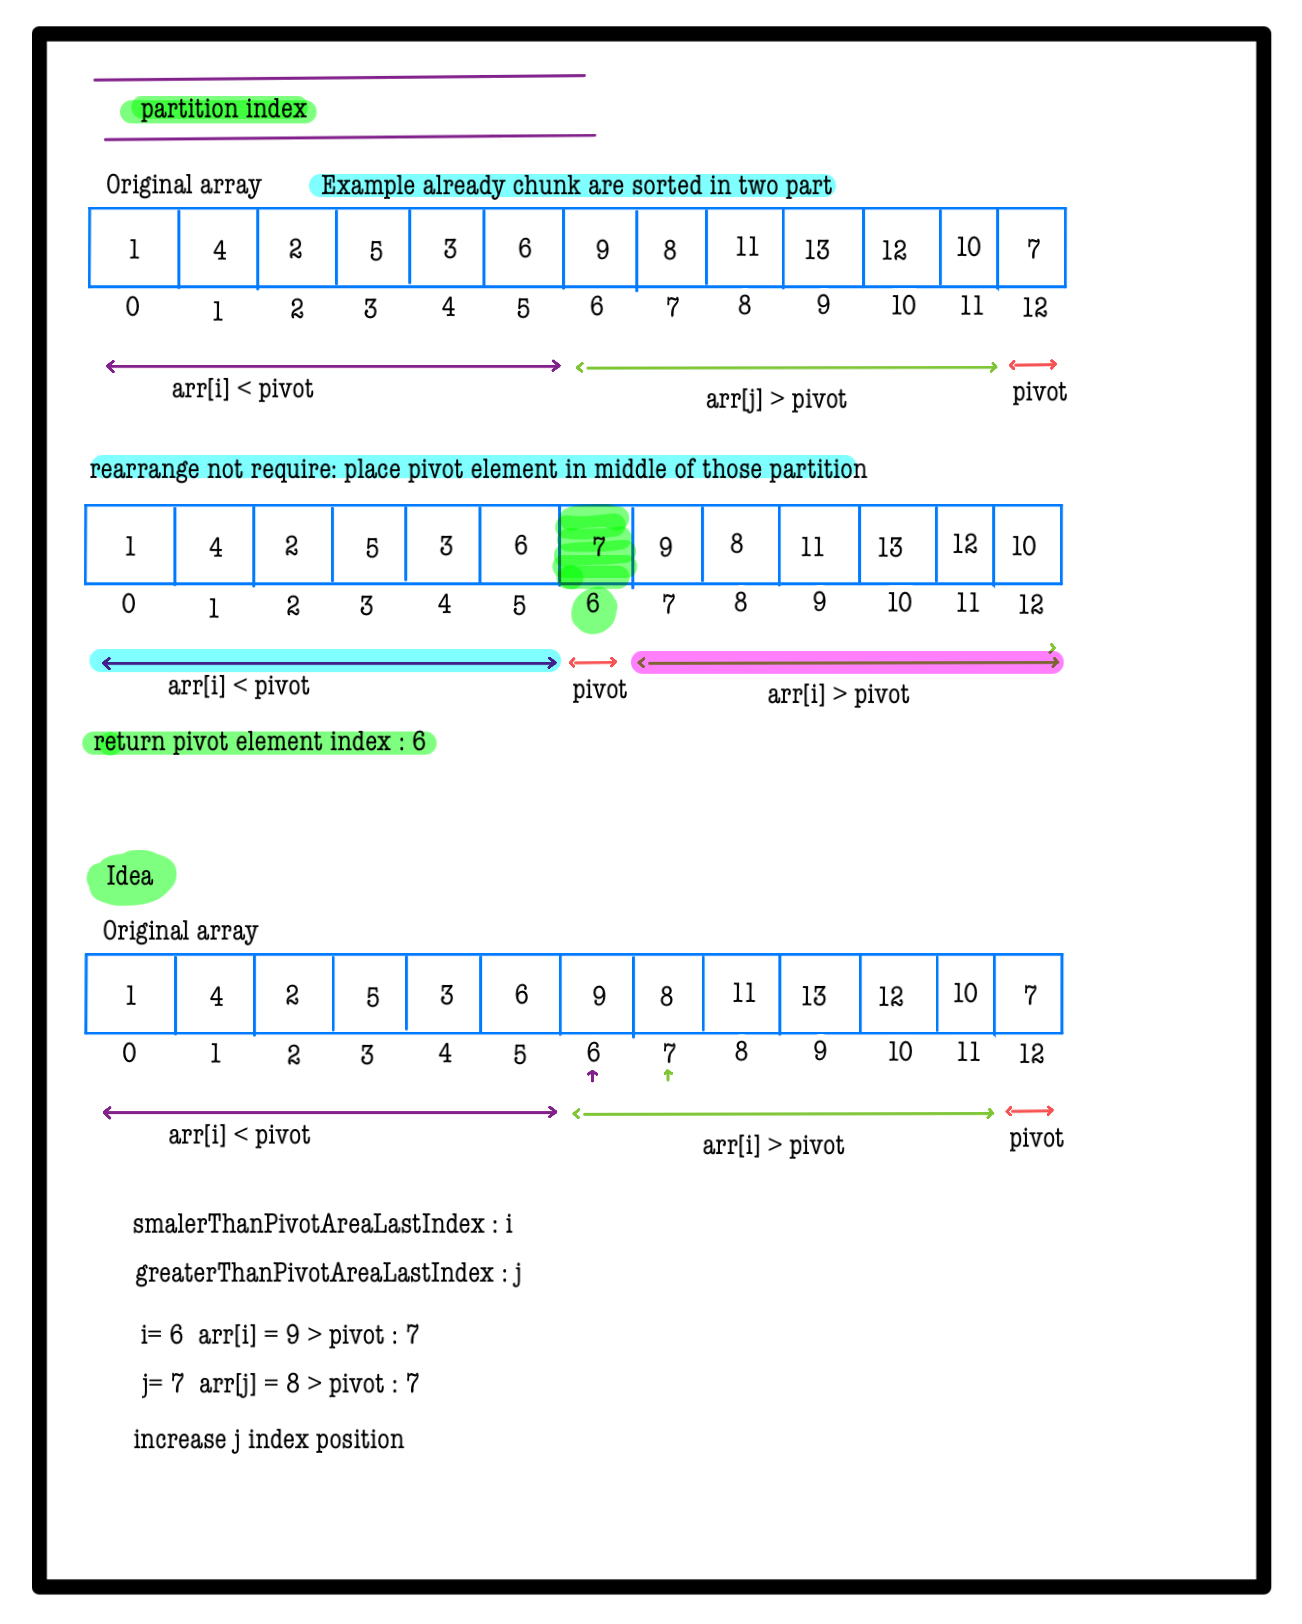 partition index
Original array Example already chunk are sorted in two part
1 4 2 5 3 6 9 8 11 13 12 10 7
0 1 2 3 4 5 6 7 8 9 10 11 12
arr[i] < pivot arr[j] > pivot pivot
rearrange not require: place pivot element in middle of those partition
1 4 2 5 3 6 7 9 8 11 13 12 10
0 1 2 3 4 5 6 7 8 9 10 11 12
arr[i] < pivot pivot arr[i] > pivot
return pivot element index : 6
Idea
Original array
1 4 2 5 3 6 9 8 11 13 12 10 7
0 1 2 3 4 5 6 7 8 9 10 11 12
arr[i] < pivot arr[i] > pivot pivot
smalerThanPivotAreaLastIndex : i
greaterThanPivotAreaLastIndex : j
i= 6 arr[i] = 9 > pivot : 7
j= 7 arr[j] = 8 > pivot : 7
increase j index position